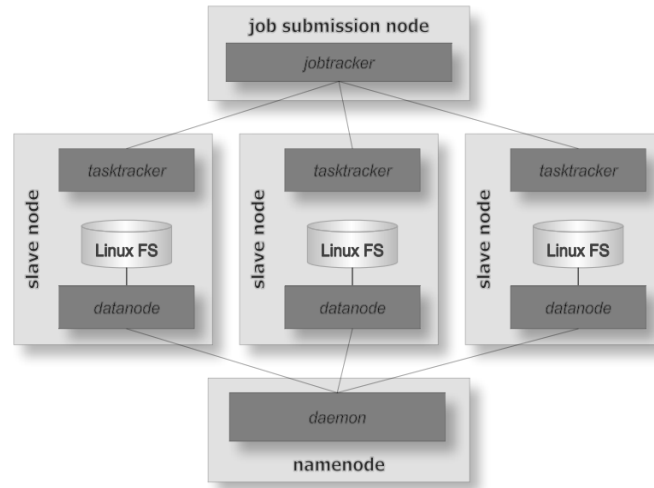 job submission node
jobtracker
slave node
tasktracker
Linux FS
datanode
slave node
tasktracker
Linux FS
datanode
slave node
tasktracker
Linux FS
datanode
daemon
namenode